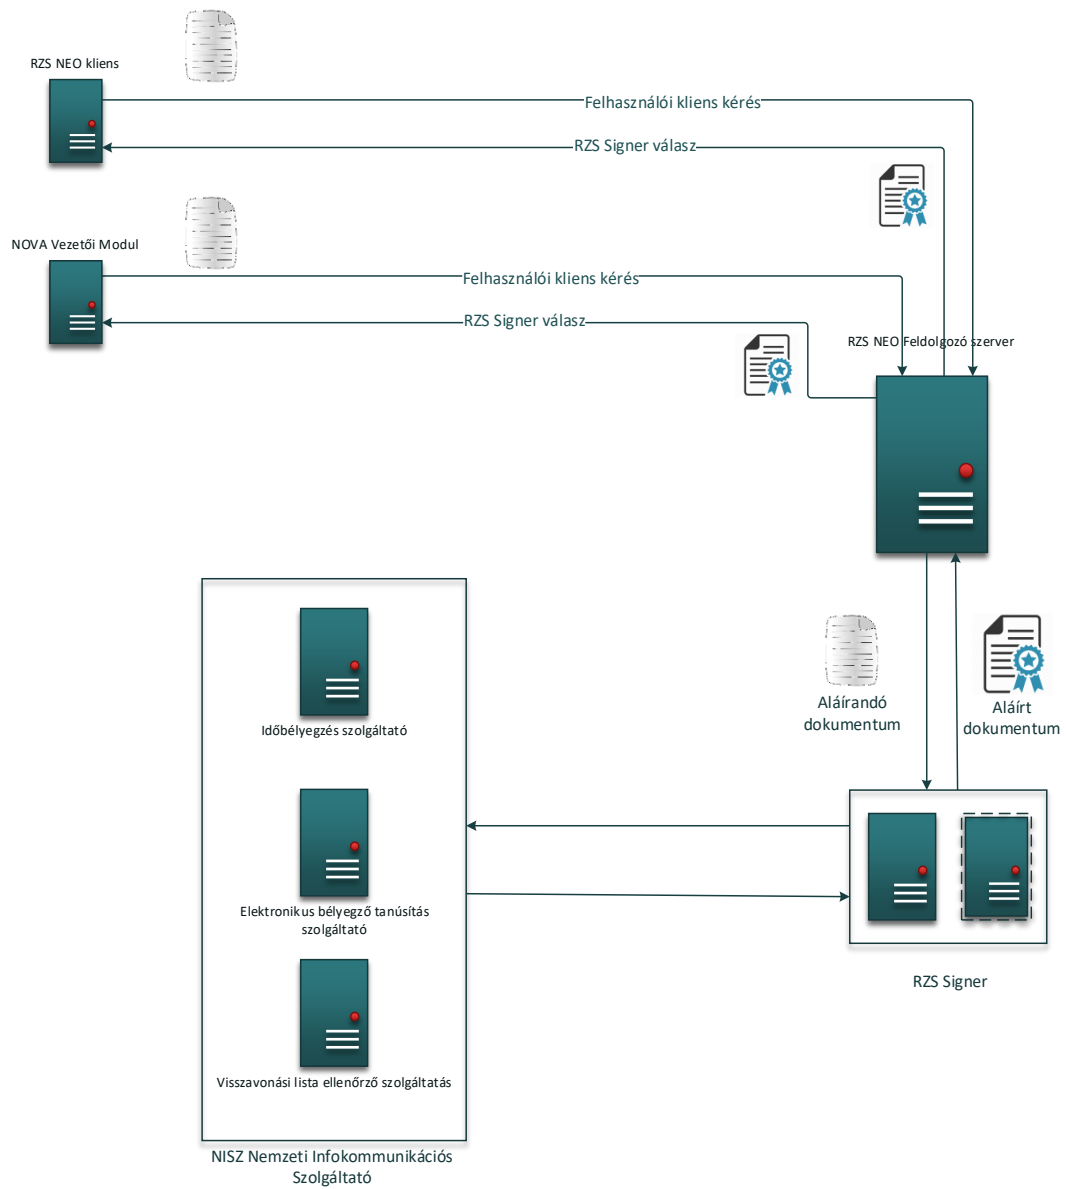 RZS NEO kliens
Felhasználói kliens kérés
RZS Signer válasz
NOVA Vezetői Modul
Felhasználói kliens kérés
RZS Signer válasz
RZS NEO Feldolgozó szerver
Aláírandó
dokumentum
Aláírt
dokumentum
Időbélyegzés szolgáltató
Elektronikus bélyegző tanúsítás
szolgáltató
RZS Signer
Visszavonási lista ellenőrző szolgáltatás
NISZ Nemzeti Infokommunikációs
Szolgáltató